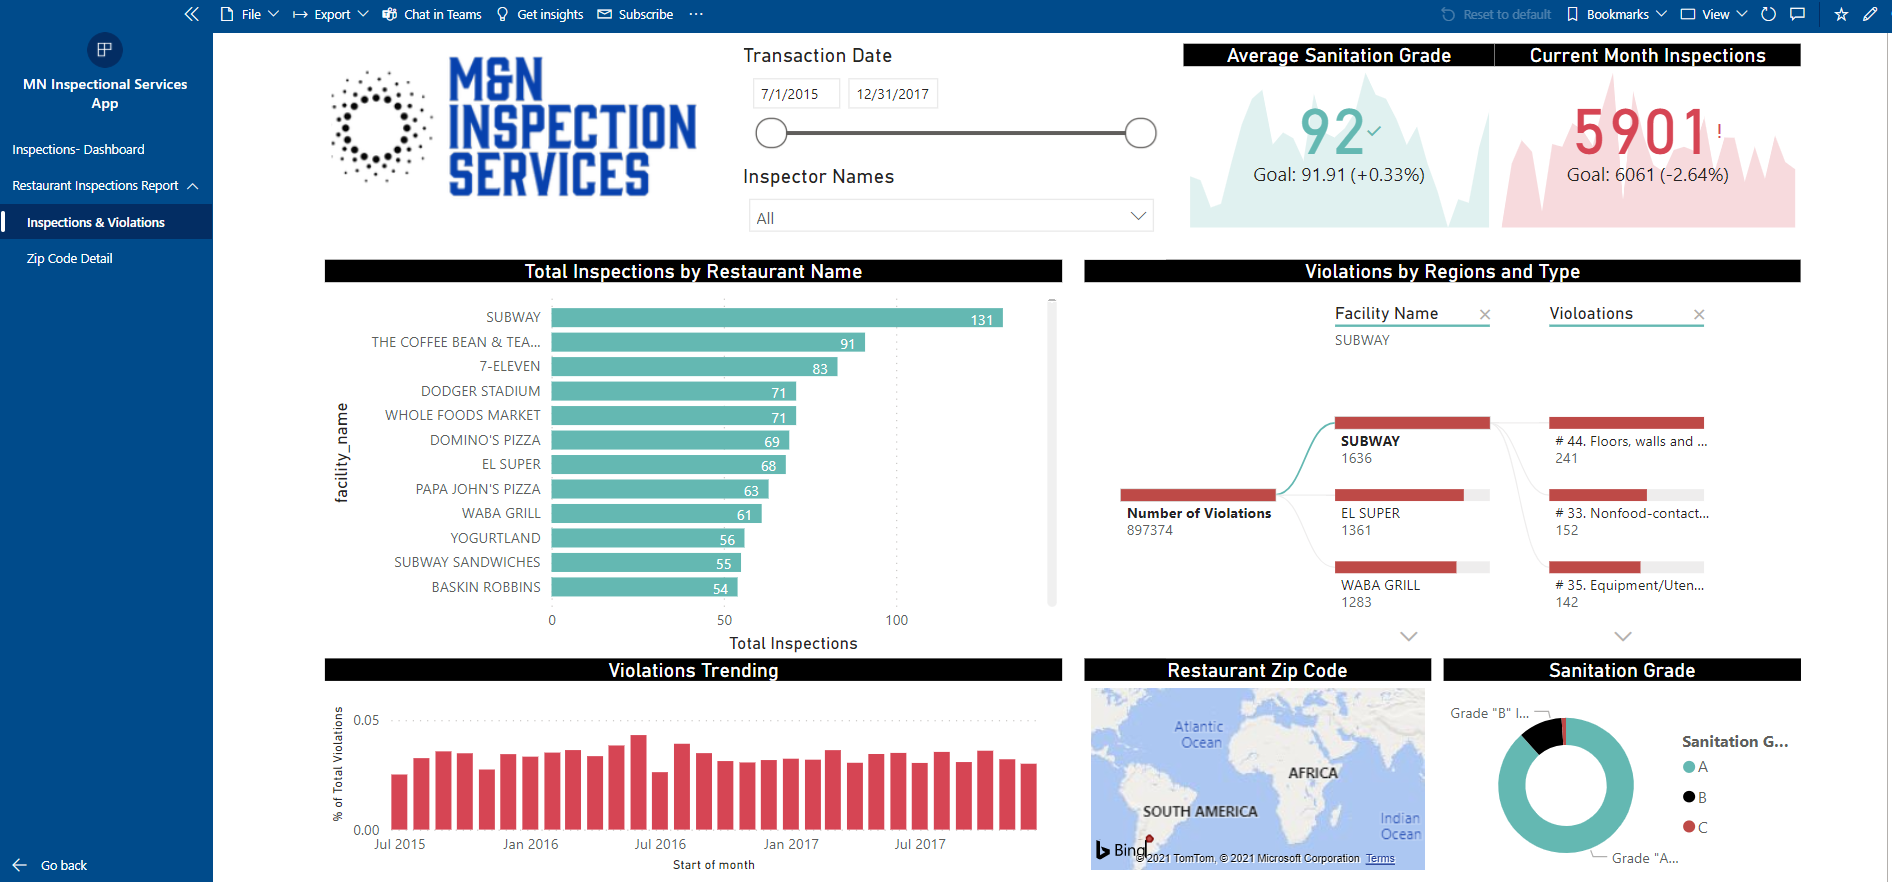 File
Export
Chat in Teams
Get insights
Subscribe
...
Reset to default
Bookmarks
View
MN Inspectional Services
App
Inspections- Dashboard
Restaurant Inspections Report
Inspections & Violations
Zip Code Detail
Go back
M&N
INSPECTION
SERVICES
Transaction Date
7/1/2015
12/31/2017
Inspector Names
All
Average Sanitation Grade
92
Goal: 91.91 (+0.33%)
Current Month Inspections
5901 !
Goal: 6061 (-2.64%)
Total Inspections by Restaurant Name
facility_name
SUBWAY 131
THE COFFEE BEAN & TEA... 91
7-ELEVEN 83
DODGER STADIUM 71
WHOLE FOODS MARKET 71
DOMINO'S PIZZA 69
EL SUPER 68
PAPA JOHN'S PIZZA 63
WABA GRILL 61
YOGURTLAND 56
SUBWAY SANDWICHES 55
BASKIN ROBBINS 54
0 50 100
Total Inspections
Violations by Regions and Type
Facility Name
SUBWAY
Violoations
Number of Violations
897374
SUBWAY
1636
EL SUPER
1361
WABA GRILL
1283
# 44. Floors, walls and ...
241
# 33. Nonfood-contact...
152
# 35. Equipment/Uten...
142
Violations Trending
% of Total Violations
0.05
0.00
Jul 2015 Jan 2016 Jul 2016 Jan 2017 Jul 2017
Start of month
Restaurant Zip Code
Atlantic
Ocean
AFRICA
SOUTH AMERICA
Indian
Ocean
Bing
© 2021 TomTom, © 2021 Microsoft Corporation Terms
Sanitation Grade
Grade "B" I...
Grade "A...
Sanitation G...
A
B
C